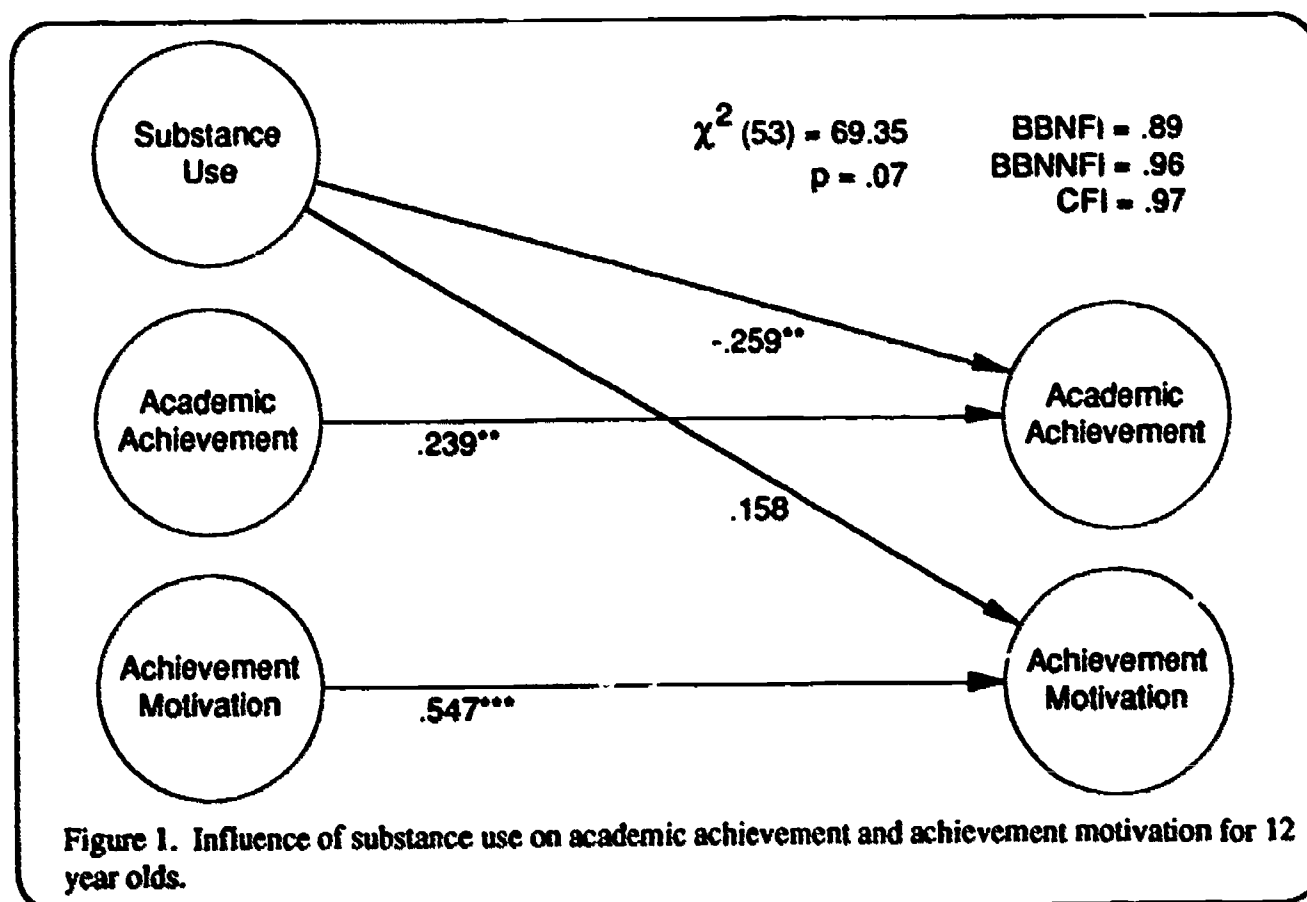 Substance
Use
χ² (53) = 69.35
p = .07
BBNFI = .89
BBNNFI = .96
CFI = .97
-.259**
Academic
Achievement
.239**
Academic
Achievement
.158
Achievement
Motivation
.547***
Achievement
Motivation
Figure 1. Influence of substance use on academic achievement and achievement motivation for 12
year olds.